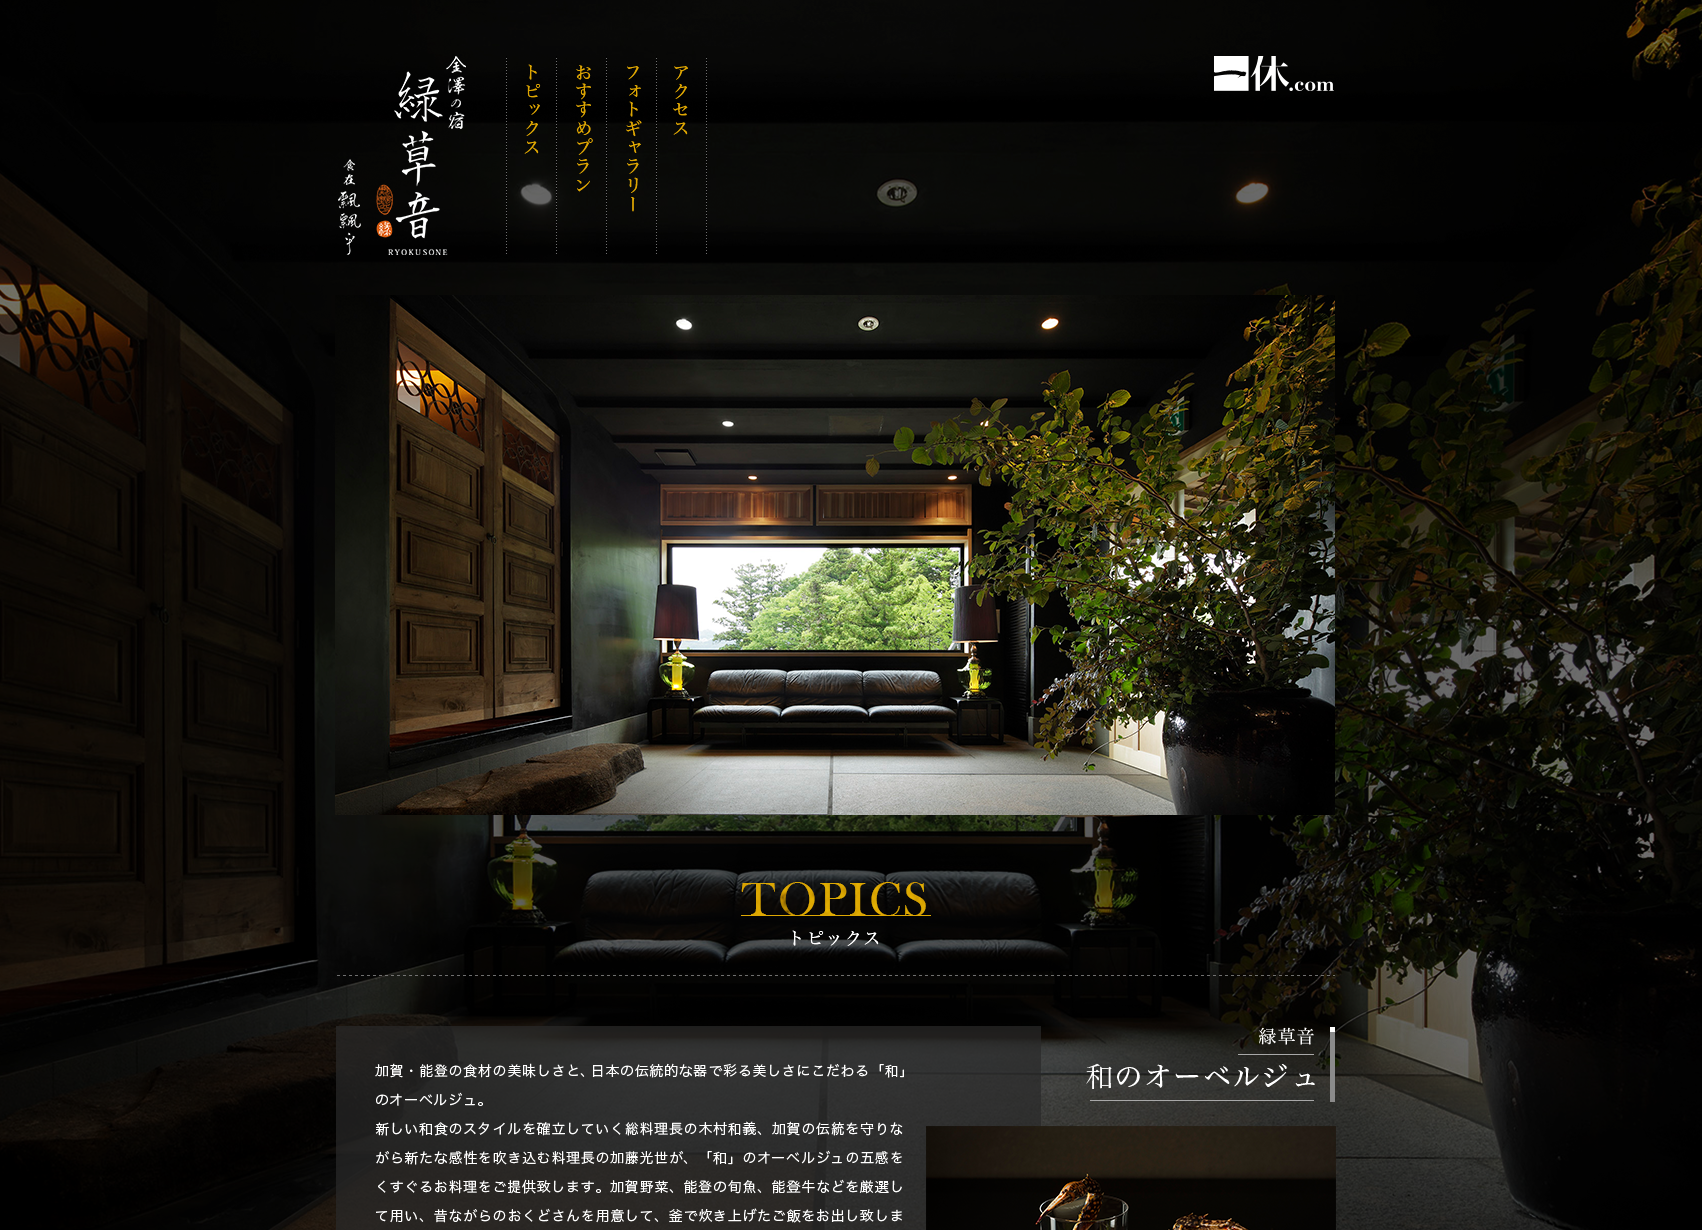 金澤の宿
緑草音
RYOKUSONE
トピックス
おすすめプラン
フォトギャラリー
アクセス
一休.com
TOPICS
トピックス
緑草音
和のオーベルジュ
加賀・能登の食材の美味しさと、日本の伝統的な器で彩る美しさにこだわる「和」
のオーベルジュ。
新しい和食のスタイルを確立していく総料理長の木村和義、加賀の伝統を守りな
がら新たな感性を吹き込む料理長の加藤光世が、「和」のオーベルジュの五感を
くすぐるお料理をご提供致します。加賀野菜、能登の旬魚、能登牛などを厳選し
て用い、昔ながらのおくどさんを用意して、釜で炊き上げたご飯をお出し致しま